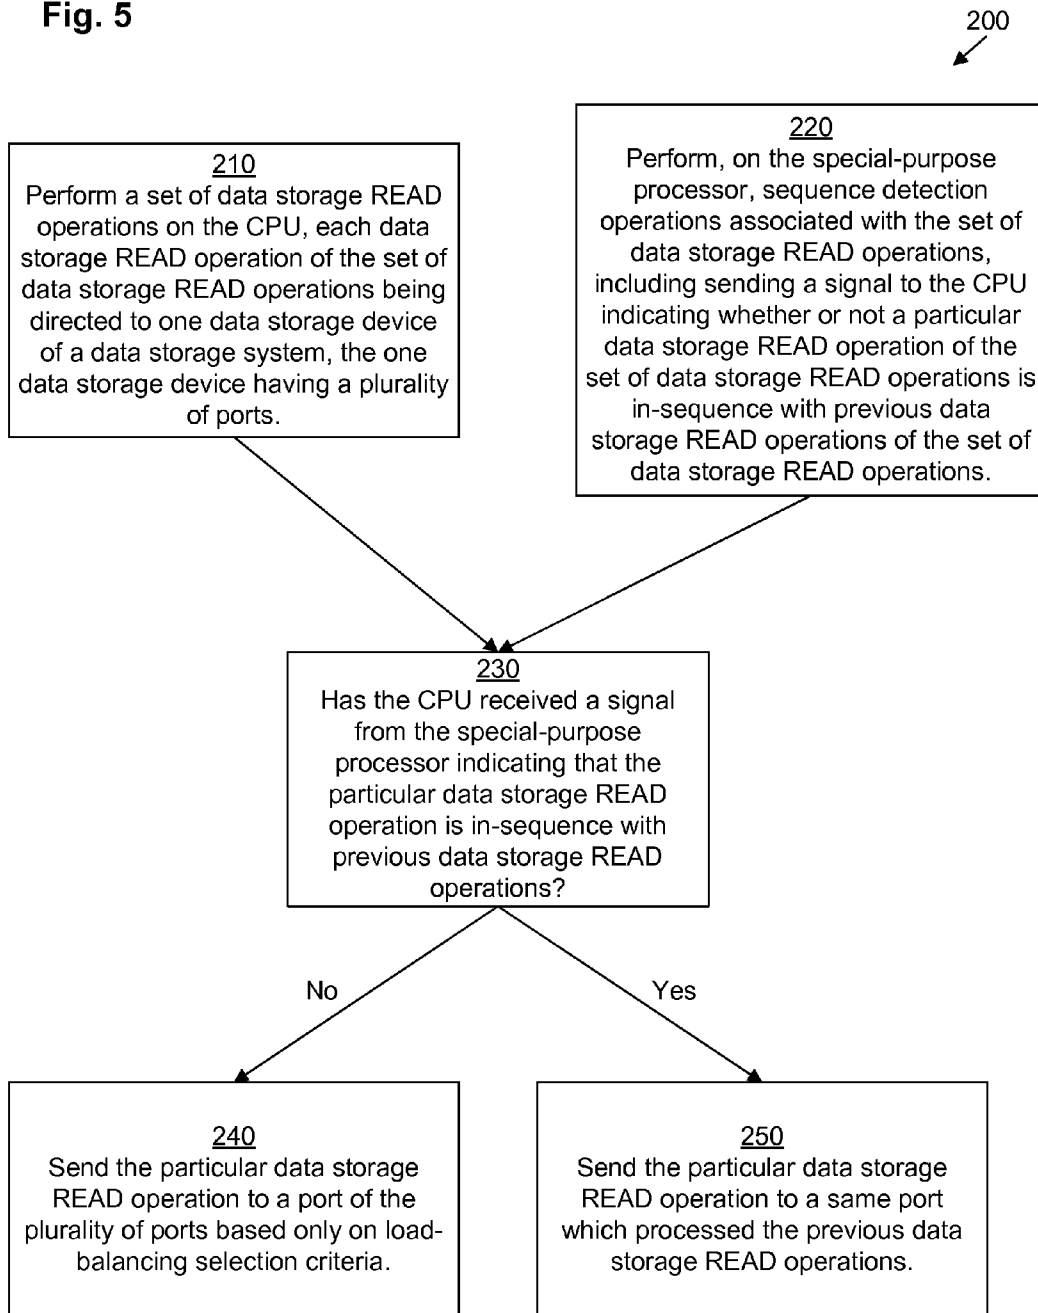 Fig. 5
200
210
Perform a set of data storage READ
operations on the CPU, each data
storage READ operation of the set of
data storage READ operations being
directed to one data storage device
of a data storage system, the one
data storage device having a plurality
of ports.
220
Perform, on the special-purpose
processor, sequence detection
operations associated with the set of
data storage READ operations,
including sending a signal to the CPU
indicating whether or not a particular
data storage READ operation of the
set of data storage READ operations is
in-sequence with previous data
storage READ operations of the set of
data storage READ operations.
230
Has the CPU received a signal
from the special-purpose
processor indicating that the
particular data storage READ
operation is in-sequence with
previous data storage READ
operations?
No
Yes
240
Send the particular data storage
READ operation to a port of the
plurality of ports based only on load-
balancing selection criteria.
250
Send the particular data storage
READ operation to a same port
which processed the previous data
storage READ operations.